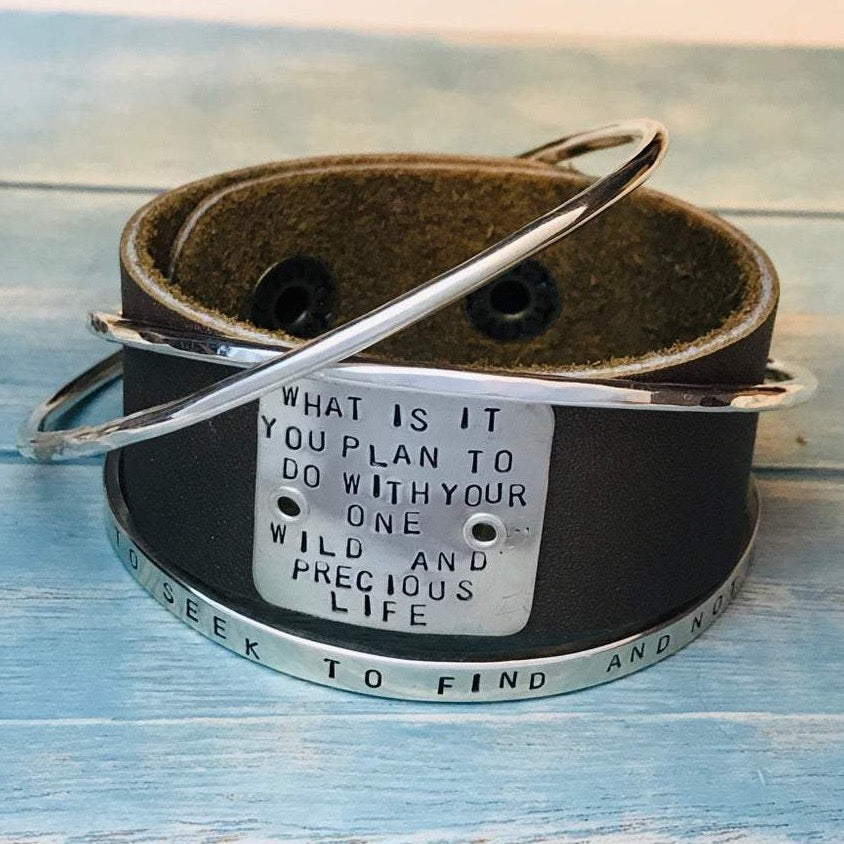 WHAT IS IT
YOU PLAN TO
DO WITH YOUR
ONE
WILD AND
PRECIOUS
LIFE
TO SEEK TO FIND AND NOT